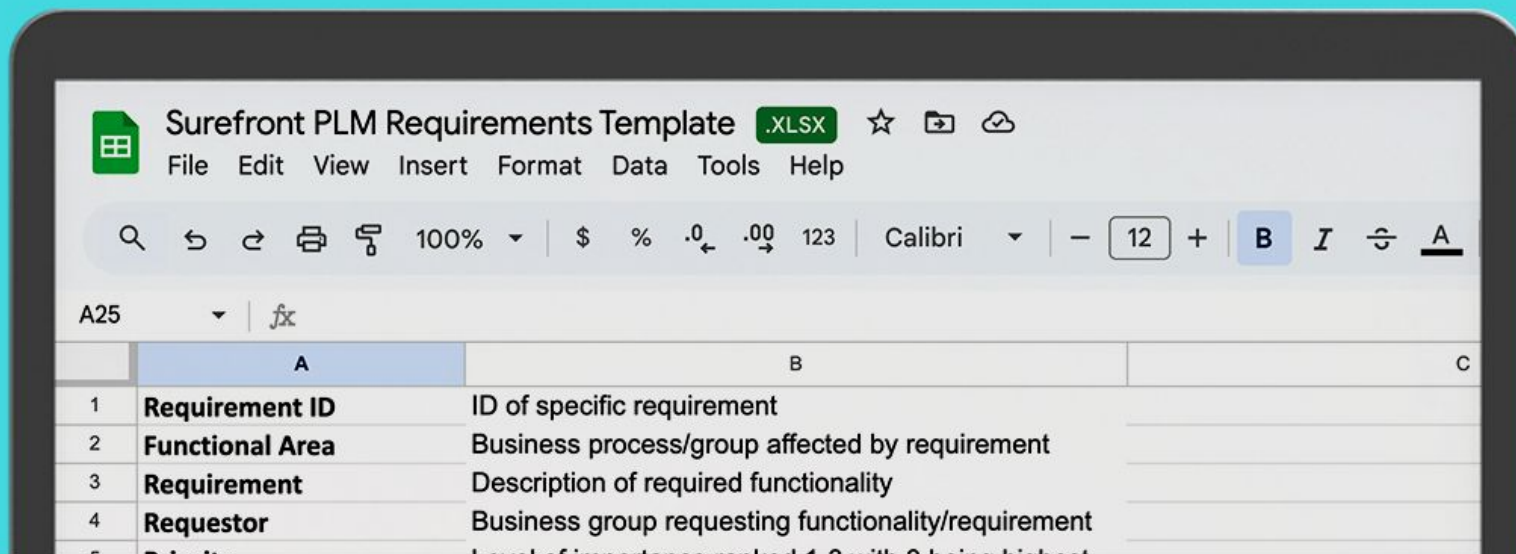 Surefront PLM Requirements Template .XLSX
File Edit View Insert Format Data Tools Help
100% $ % .0 .00 123 Calibri 12 B I S A
A25 fx
A B C
1 Requirement ID ID of specific requirement
2 Functional Area Business process/group affected by requirement
3 Requirement Description of required functionality
4 Requestor Business group requesting functionality/requirement